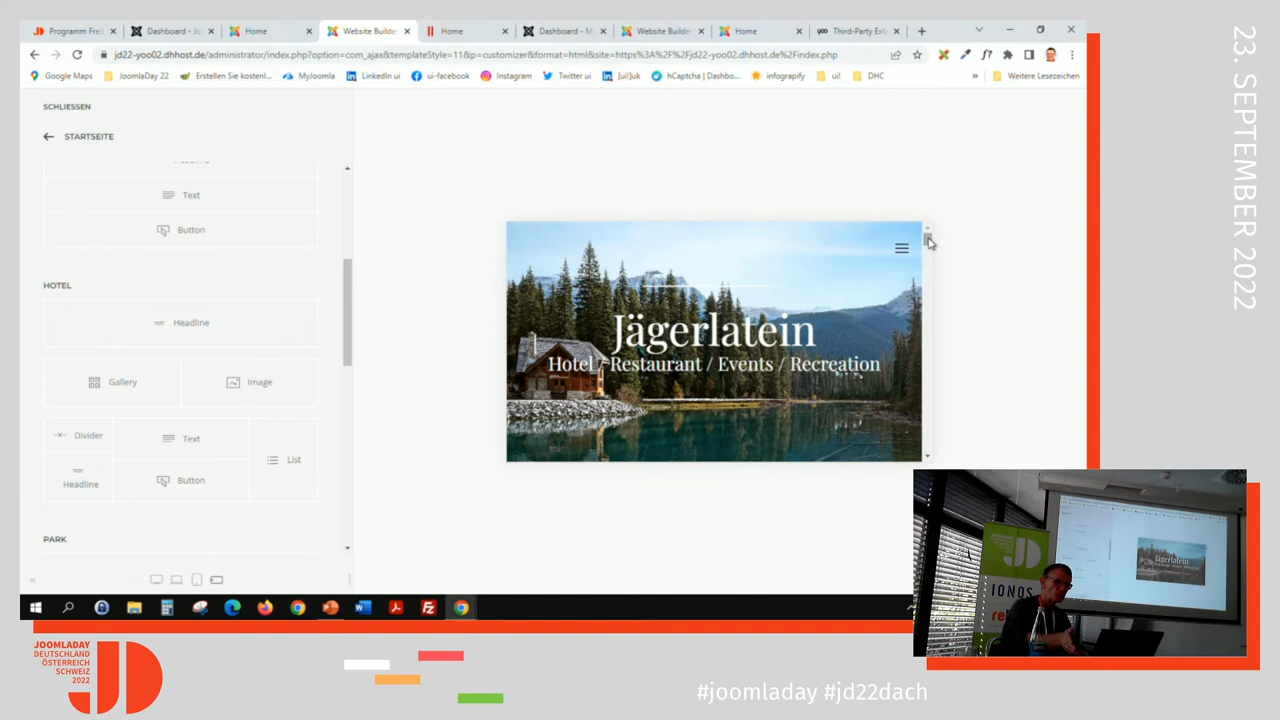 Programm Frei
Dashboard - Jo
Home
Website Builder
Home
Dashboard - M
Website Builder
Home
Third-Party Ext
jd22-yoo02.dhhost.de/administrator/index.php?option=com_ajax&templateStyle=11&p=customizer&format=html&site=https%3A%2F%2Fjd22-yoo02.dhhost.de%2Findex.php
Google Maps
JoomlaDay 22
Erstellen Sie kostenl...
MyJoomla
LinkedIn ui
ui-facebook
Instagram
Twitter ui
[ui!]uk
hCaptcha | Dashbo...
infograpify
ui!
DHC
»
Weitere Lesezeichen
SCHLIESSEN
STARTSEITE
Text
Button
HOTEL
Headline
Gallery
Image
Divider
Text
List
Headline
Button
PARK
Jägerlatein
Hotel / Restaurant / Events / Recreation
23. SEPTEMBER 2022
Jägerlatein
IONOS
JOOMLADAY
DEUTSCHLAND
ÖSTERREICH
SCHWEIZ
2022
#joomladay #jd22dach